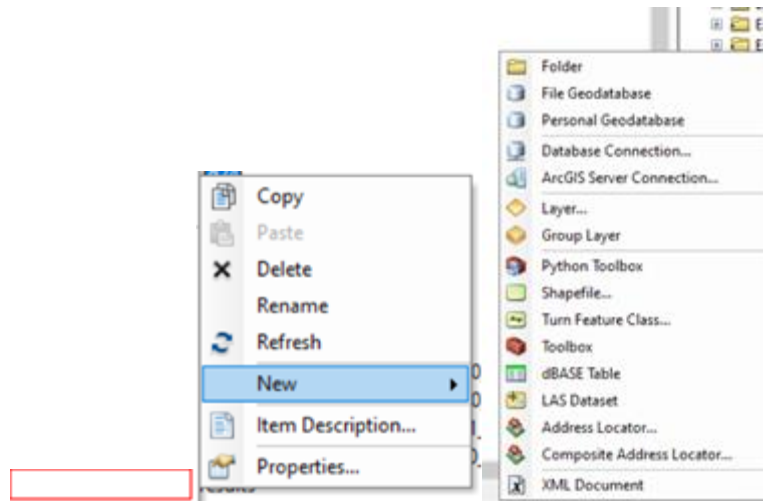 Copy
Paste
Delete
Rename
Refresh
New
Item Description...
Properties...
Folder
File Geodatabase
Personal Geodatabase
Database Connection...
ArcGIS Server Connection...
Layer...
Group Layer
Python Toolbox
Shapefile...
Turn Feature Class...
Toolbox
dBASE Table
LAS Dataset
Address Locator...
Composite Address Locator...
XML Document